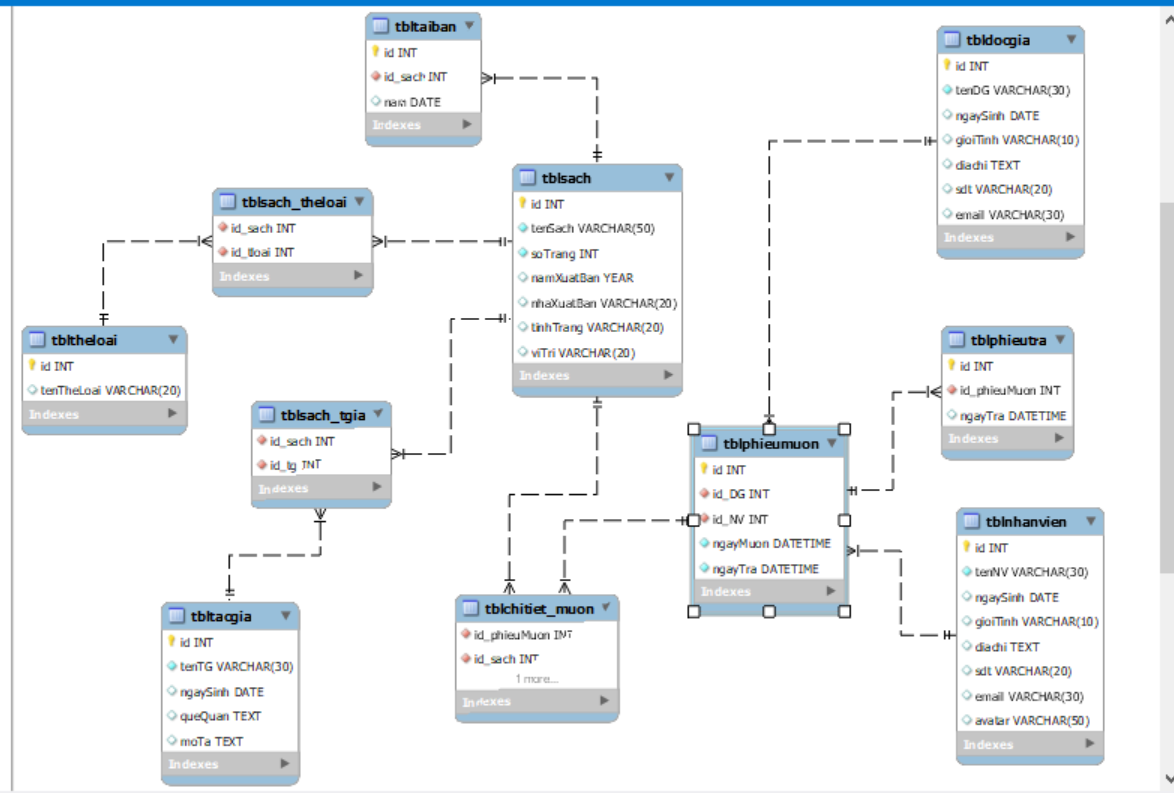 tbltaiban
id INT
id_sach INT
nam DATE
Indexes
tbldocgia
id INT
tenDG VARCHAR(30)
ngaySinh DATE
gioiTinh VARCHAR(10)
diachi TEXT
sdt VARCHAR(20)
email VARCHAR(30)
Indexes
tblsach
id INT
tenSach VARCHAR(50)
soTrang INT
namXuatBan YEAR
nhaXuatBan VARCHAR(20)
tinhTrang VARCHAR(20)
viTri VARCHAR(20)
Indexes
tblsach_theloai
id_sach INT
id_tloai INT
Indexes
tbltheloai
id INT
tenTheLoai VARCHAR(20)
Indexes
tblphieutra
id INT
id_phieuMuon INT
ngayTra DATETIME
Indexes
tblsach_tgia
id_sach INT
id_tg INT
Indexes
tblphieumuon
id INT
id_DG INT
id_NV INT
ngayMuon DATETIME
ngayTra DATETIME
Indexes
tblnhanvien
id INT
tenNV VARCHAR(30)
ngaySinh DATE
gioiTinh VARCHAR(10)
diachi TEXT
sdt VARCHAR(20)
email VARCHAR(30)
avatar VARCHAR(50)
Indexes
tblchitiet_muon
id_phieuMuon INT
id_sach INT
1 more...
Indexes
tbltacgia
id INT
tenTG VARCHAR(30)
ngaySinh DATE
queQuan TEXT
moTa TEXT
Indexes